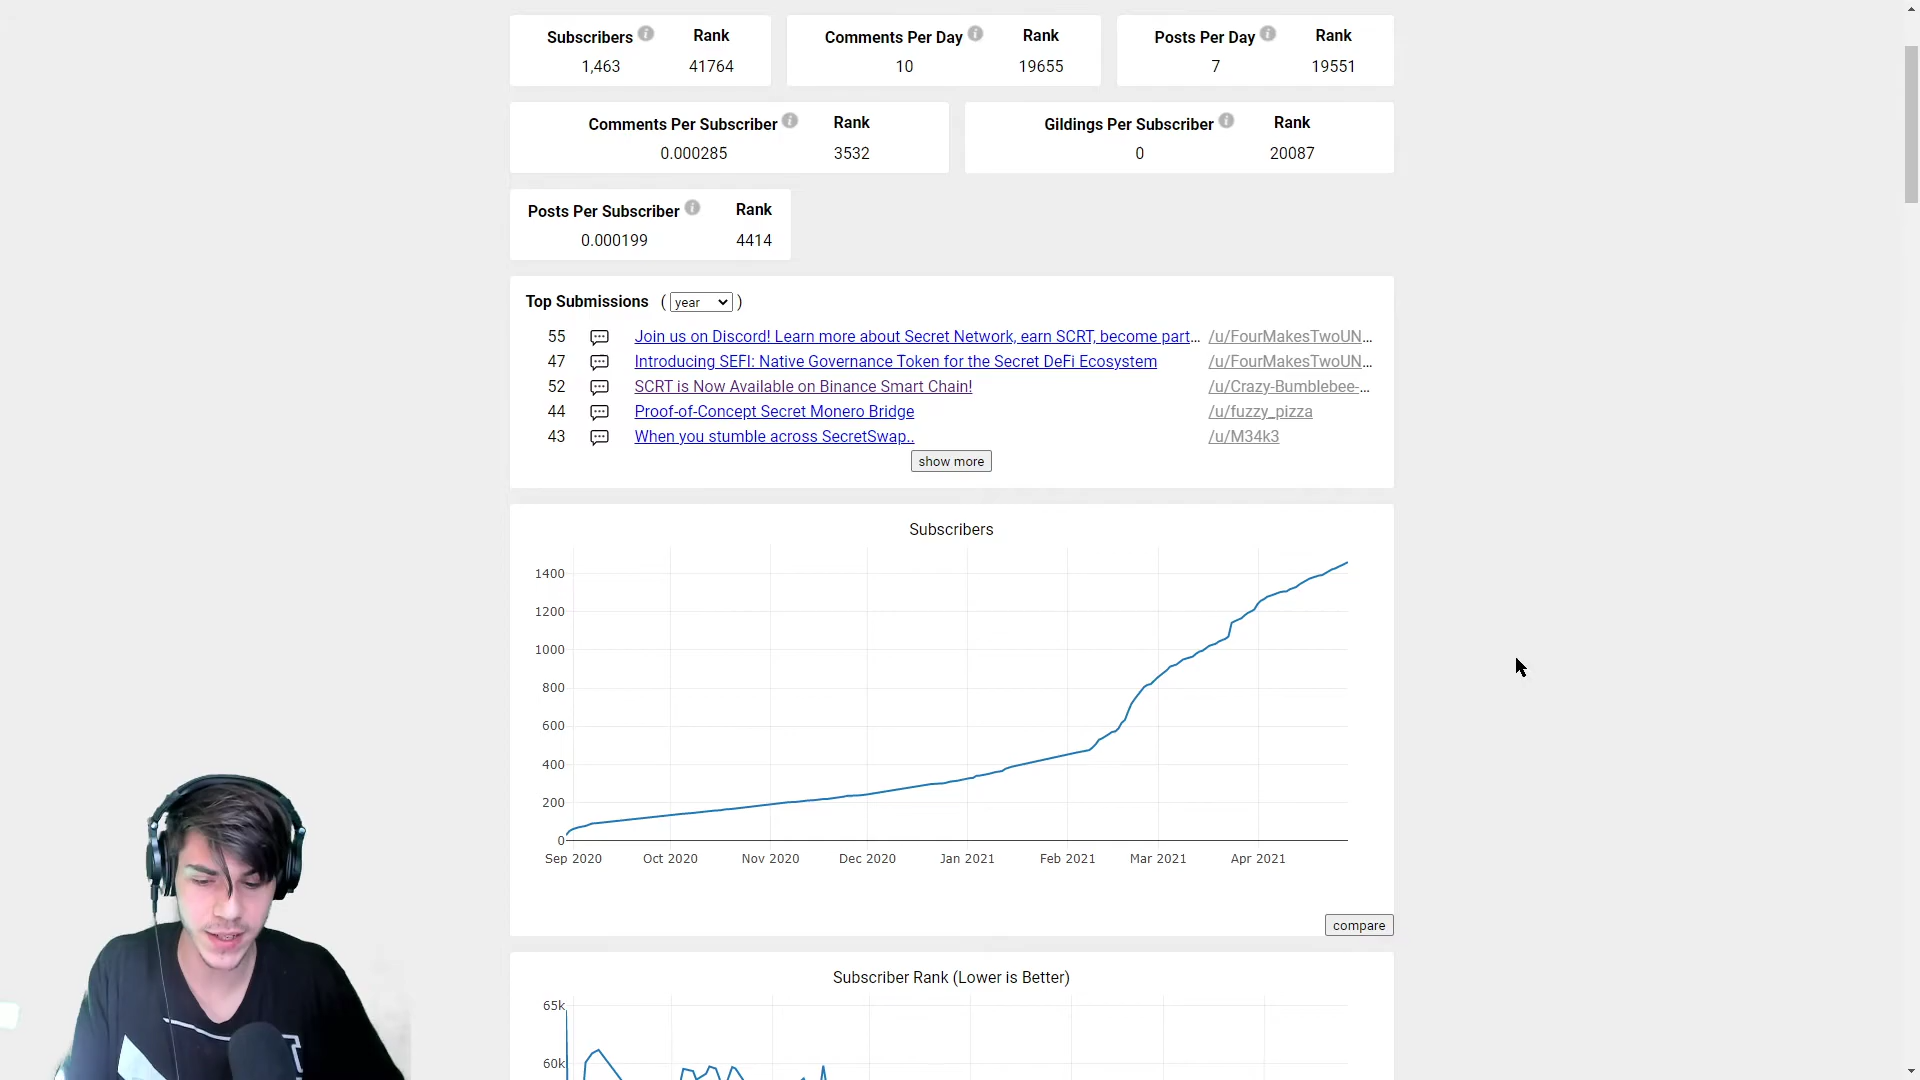 Subscribers Rank
1,463 41764
Comments Per Day Rank
10 19655
Posts Per Day Rank
7 19551
Comments Per Subscriber Rank
0.000285 3532
Gildings Per Subscriber Rank
0 20087
Posts Per Subscriber Rank
0.000199 4414
Top Submissions ( year )
55 Join us on Discord! Learn more about Secret Network, earn SCRT, become part... /u/FourMakesTwoUN...
47 Introducing SEFI: Native Governance Token for the Secret DeFi Ecosystem /u/FourMakesTwoUN...
52 SCRT is Now Available on Binance Smart Chain! /u/Crazy-Bumblebee-...
44 Proof-of-Concept Secret Monero Bridge /u/fuzzy_pizza
43 When you stumble across SecretSwap.. /u/M34k3
show more
Subscribers
1400
1200
1000
800
600
400
200
0
Sep 2020 Oct 2020 Nov 2020 Dec 2020 Jan 2021 Feb 2021 Mar 2021 Apr 2021
compare
Subscriber Rank (Lower is Better)
65k
60k